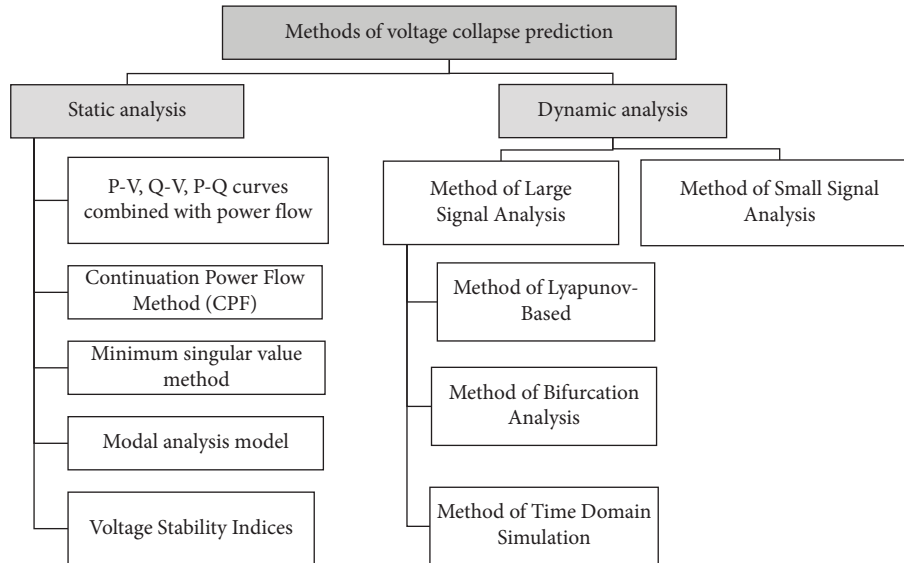 Methods of voltage collapse prediction
Static analysis
P-V, Q-V, P-Q curves
combined with power flow
Continuation Power Flow
Method (CPF)
Minimum singular value
method
Modal analysis model
Voltage Stability Indices
Dynamic analysis
Method of Large
Signal Analysis
Method of Lyapunov-
Based
Method of Bifurcation
Analysis
Method of Time Domain
Simulation
Method of Small Signal
Analysis